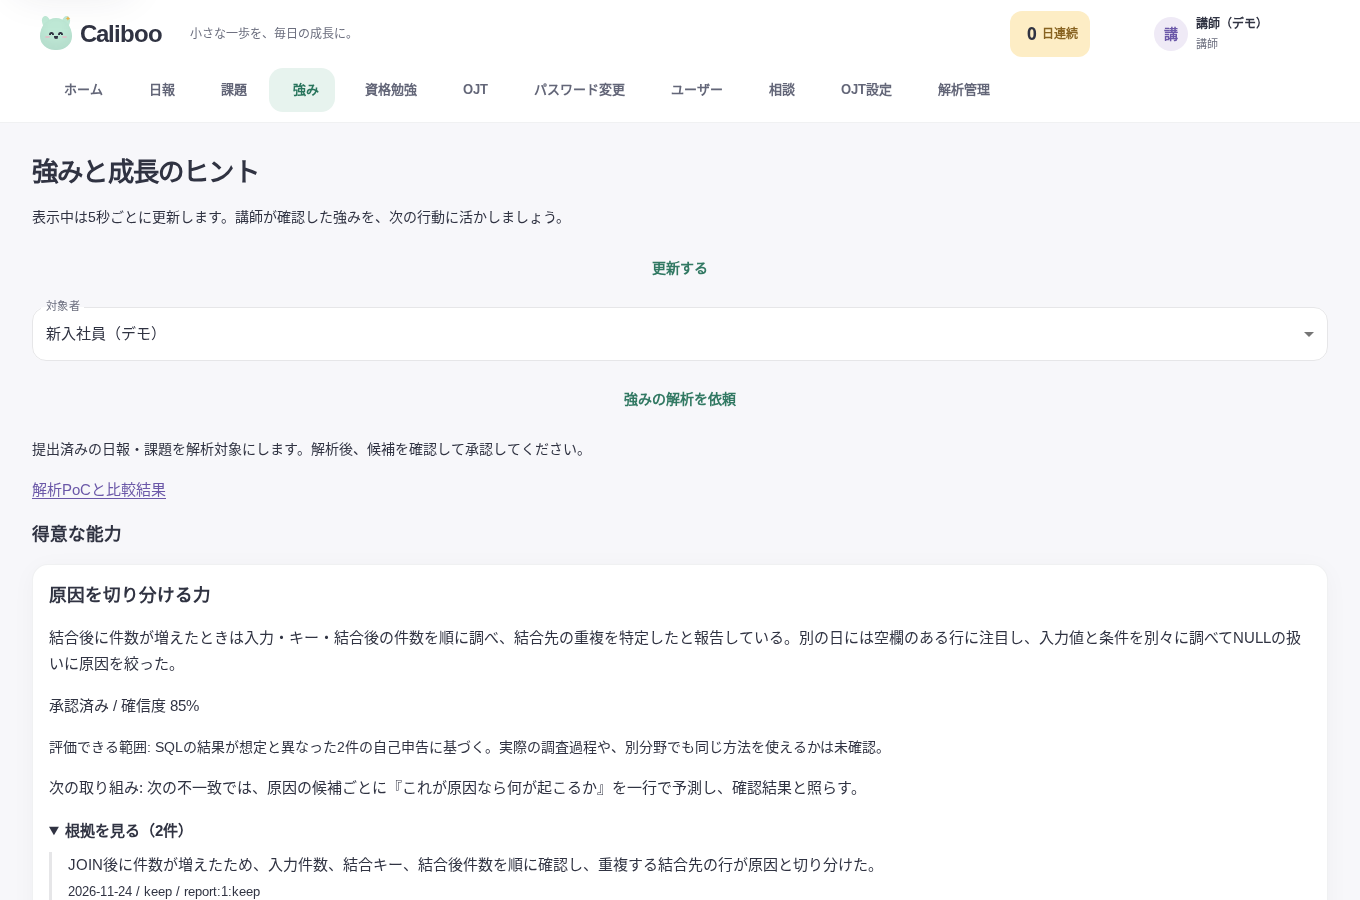 Caliboo
小さな一歩を、毎日の成長に。
0 日連続
講
講師（デモ）
講師
ホーム 日報 課題 強み 資格勉強 OJT パスワード変更 ユーザー 相談 OJT設定 解析管理
強みと成長のヒント
表示中は5秒ごとに更新します。講師が確認した強みを、次の行動に活かしましょう。
更新する
対象者
新入社員（デモ）
強みの解析を依頼
提出済みの日報・課題を解析対象にします。解析後、候補を確認して承認してください。
解析PoCと比較結果
得意な能力
原因を切り分ける力
結合後に件数が増えたときは入力・キー・結合後の件数を順に調べ、結合先の重複を特定したと報告している。別の日には空欄のある行に注目し、入力値と条件を別々に調べてNULLの扱
いに原因を絞った。
承認済み / 確信度 85%
評価できる範囲: SQLの結果が想定と異なった2件の自己申告に基づく。実際の調査過程や、別分野でも同じ方法を使えるかは未確認。
次の取り組み: 次の不一致では、原因の候補ごとに『これが原因なら何が起こるか』を一行で予測し、確認結果と照らす。
▼ 根拠を見る（2件）
JOIN後に件数が増えたため、入力件数、結合キー、結合後件数を順に確認し、重複する結合先の行が原因と切り分けた。
2026-11-24 / keep / report:1:keep